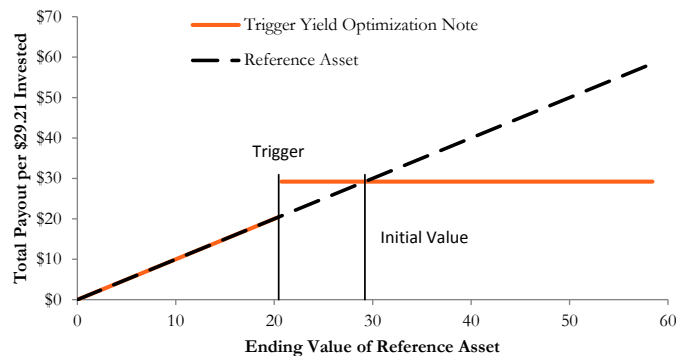 Trigger Yield Optimization Note
Reference Asset
Total Payout per $29.21 Invested
$70
$60
$50
$40
$30
$20
$10
$0
Trigger
Initial Value
0
10
20
30
40
50
60
Ending Value of Reference Asset